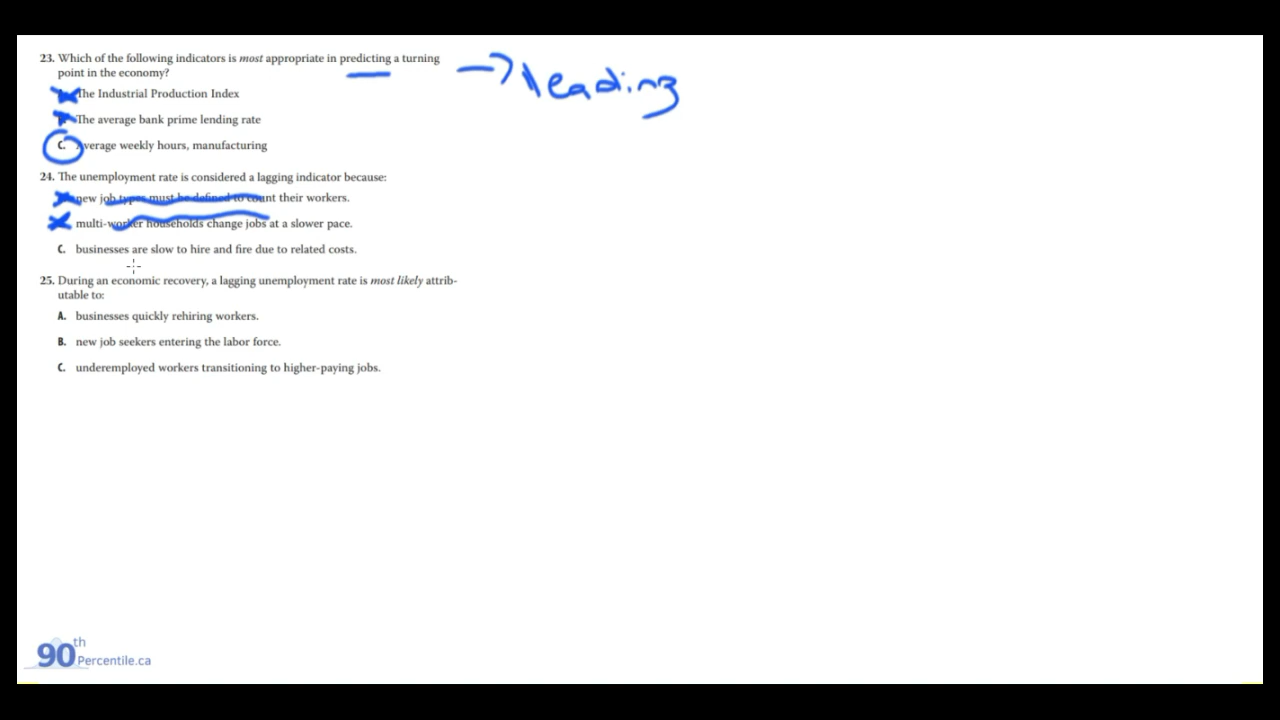 23. Which of the following indicators is most appropriate in predicting a turning
point in the economy?
→ leading
The Industrial Production Index
The average bank prime lending rate
C. Average weekly hours, manufacturing
24. The unemployment rate is considered a lagging indicator because:
new job types must be defined to count their workers.
multi-worker households change jobs at a slower pace.
C. businesses are slow to hire and fire due to related costs.
25. During an economic recovery, a lagging unemployment rate is most likely attrib-
utable to:
A. businesses quickly rehiring workers.
B. new job seekers entering the labor force.
C. underemployed workers transitioning to higher-paying jobs.
90th
Percentile.ca